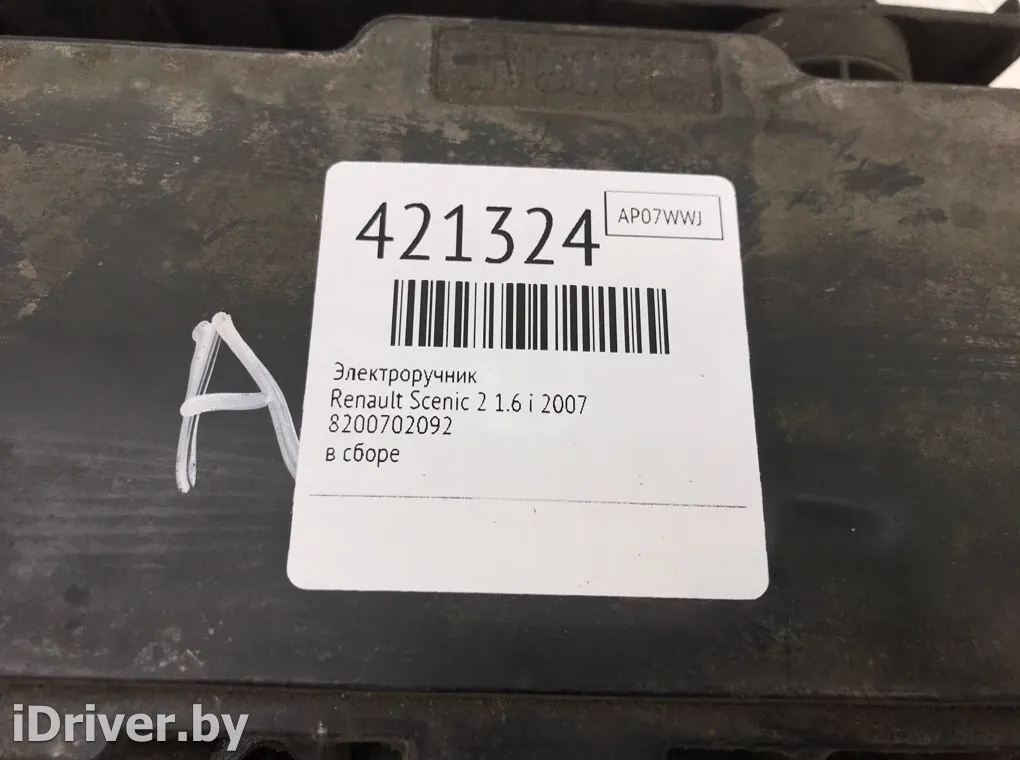 421324
AP07WWJ
Электроручник
Renault Scenic 2 1.6 i 2007
8200702092
в сборе
A
iDriver.by